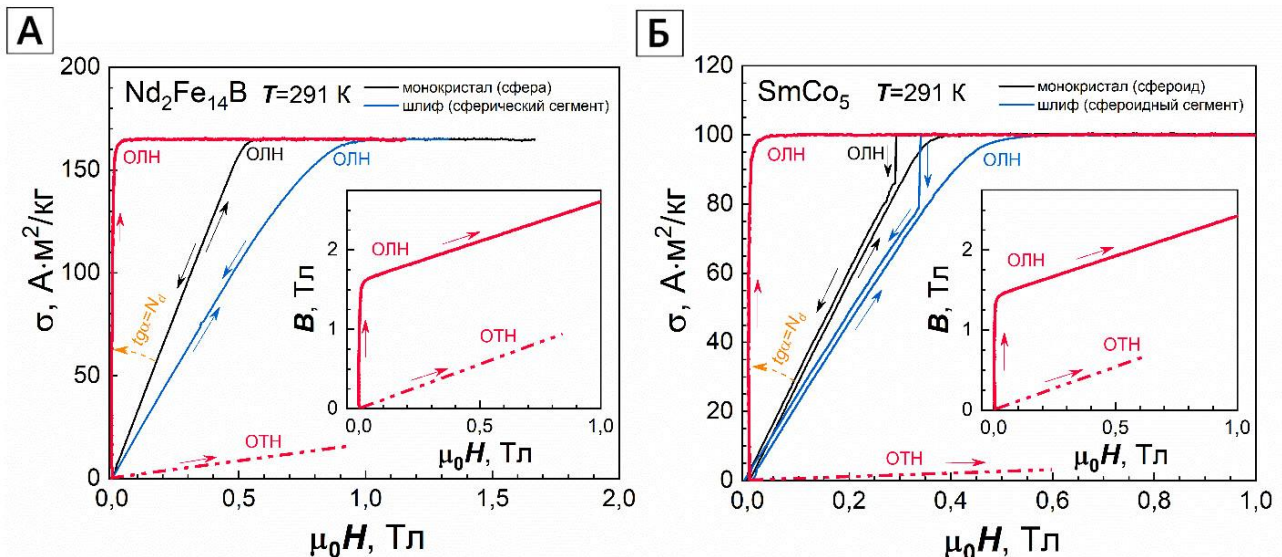 А
Nd₂Fe₁₄B T=291 К
монокристал (сфера)
шлиф (сферический сегмент)
ОЛН
ОЛН
ОЛН
tgα=N_d
ОТН
σ, А·м²/кг
200
150
100
50
0
0,0
0,5
1,0
1,5
2,0
μ₀H, Тл
ОЛН
ОТН
B, Тл
2
1
0
0,0
0,5
1,0
μ₀H, Тл
Б
SmCo₅ T=291 К
монокристал (сфероид)
шлиф (сфероидный сегмент)
ОЛН
ОЛН
ОЛН
tgα=N_d
ОТН
σ, А·м²/кг
120
100
80
60
40
20
0
0,0
0,2
0,4
0,6
0,8
1,0
μ₀H, Тл
ОЛН
ОТН
B, Тл
2
1
0
0,0
0,5
1,0
μ₀H, Тл